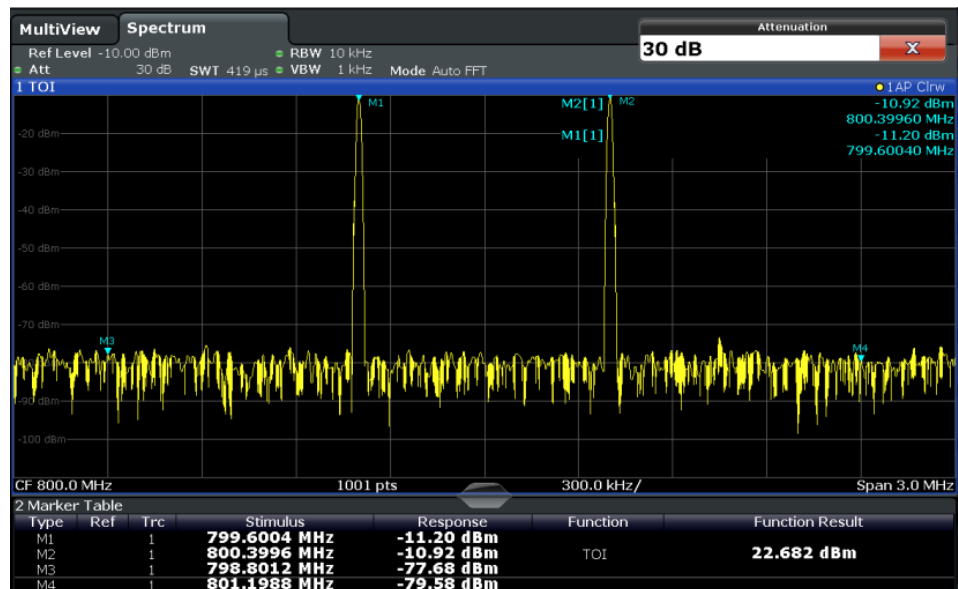 MultiView Spectrum
Attenuation
30 dB X
Ref Level -10.00 dBm RBW 10 kHz
Att 30 dB SWT 419 µs VBW 1 kHz Mode Auto FFT
1 TOI 1AP Clrw
M1 M2[1] M2 -10.92 dBm
800.39960 MHz
-20 dBm M1[1] -11.20 dBm
799.60040 MHz
-30 dBm
-40 dBm
-50 dBm
-60 dBm
-70 dBm
M3 M4
-90 dBm
-100 dBm
CF 800.0 MHz 1001 pts 300.0 kHz/ Span 3.0 MHz
2 Marker Table
Type Ref Trc Stimulus Response Function Function Result
M1 1 799.6004 MHz -11.20 dBm
M2 1 800.3996 MHz -10.92 dBm TOI 22.682 dBm
M3 1 798.8012 MHz -77.68 dBm
M4 1 801.1988 MHz -79.58 dBm